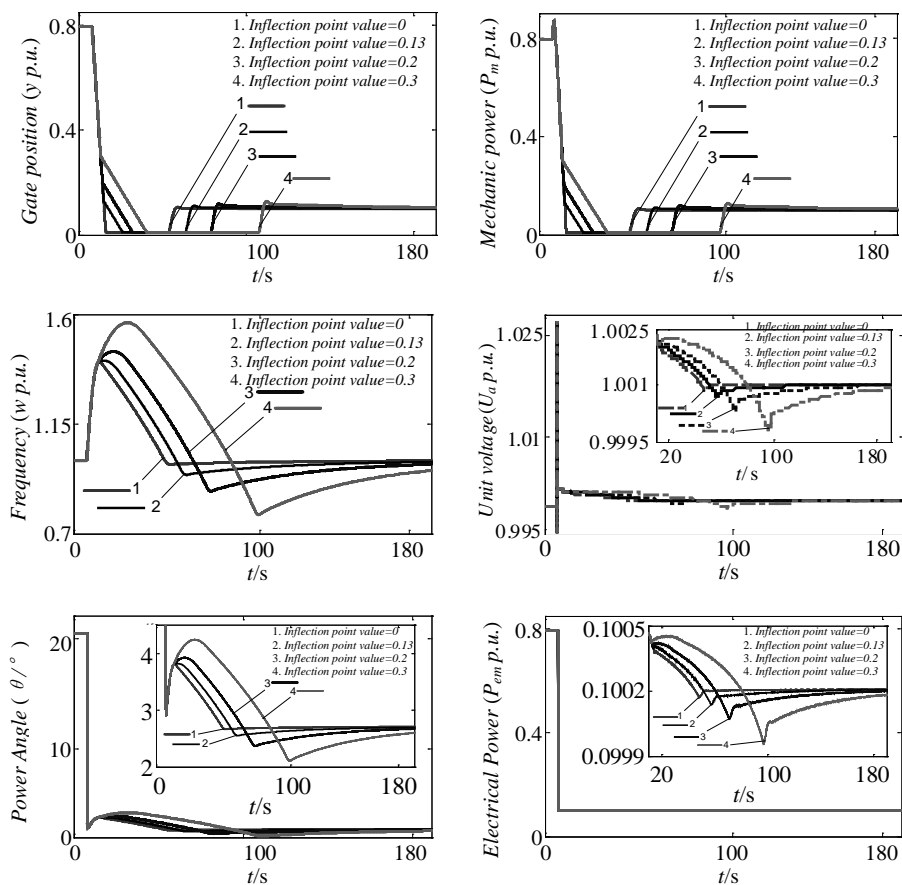 0.8
0.4
0
Gate position (y p.u.)
1. Inflection point value=0
2. Inflection point value=0.13
3. Inflection point value=0.2
4. Inflection point value=0.3
1
2
3
4
0
100
180
t/s
0.8
0.4
0
Mechanic power (Pm p.u.)
1. Inflection point value=0
2. Inflection point value=0.13
3. Inflection point value=0.2
4. Inflection point value=0.3
1
2
3
4
0
100
180
t/s
1.6
1.15
0.7
Frequency (w p.u.)
1. Inflection point value=0
2. Inflection point value=0.13
3. Inflection point value=0.2
4. Inflection point value=0.3
3
4
1
2
0
100
180
t/s
1.025
1.01
0.995
Unit voltage (Ua p.u.)
1.0025
1.001
0.9995
1. Inflection point value=0
2. Inflection point value=0.13
3. Inflection point value=0.2
4. Inflection point value=0.3
1
2
3
4
20
100
180
t/s
0
100
180
t/s
20
10
0
Power Angle ( θ/°)
4
3
2
1. Inflection point value=0
2. Inflection point value=0.13
3. Inflection point value=0.2
4. Inflection point value=0.3
3
4
1
2
0
100
180
t/s
0
100
180
t/s
0.8
0.4
0
Electrical Power (Pem p.u.)
0.1005
0.1002
0.0999
1. Inflection point value=0
2. Inflection point value=0.13
3. Inflection point value=0.2
4. Inflection point value=0.3
1
2
3
4
20
100
180
t/s
0
100
180
t/s